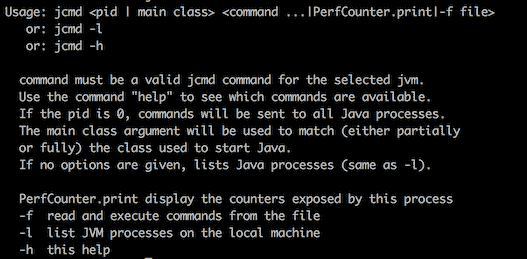 Usage: jcmd <pid | main class> <command ...|PerfCounter.print|-f file>
   or: jcmd -l
   or: jcmd -h

  command must be a valid jcmd command for the selected jvm.
  Use the command "help" to see which commands are available.
  If the pid is 0, commands will be sent to all Java processes.
  The main class argument will be used to match (either partially
  or fully) the class used to start Java.
  If no options are given, lists Java processes (same as -l).

  PerfCounter.print display the counters exposed by this process
  -f  read and execute commands from the file
  -l  list JVM processes on the local machine
  -h  this help